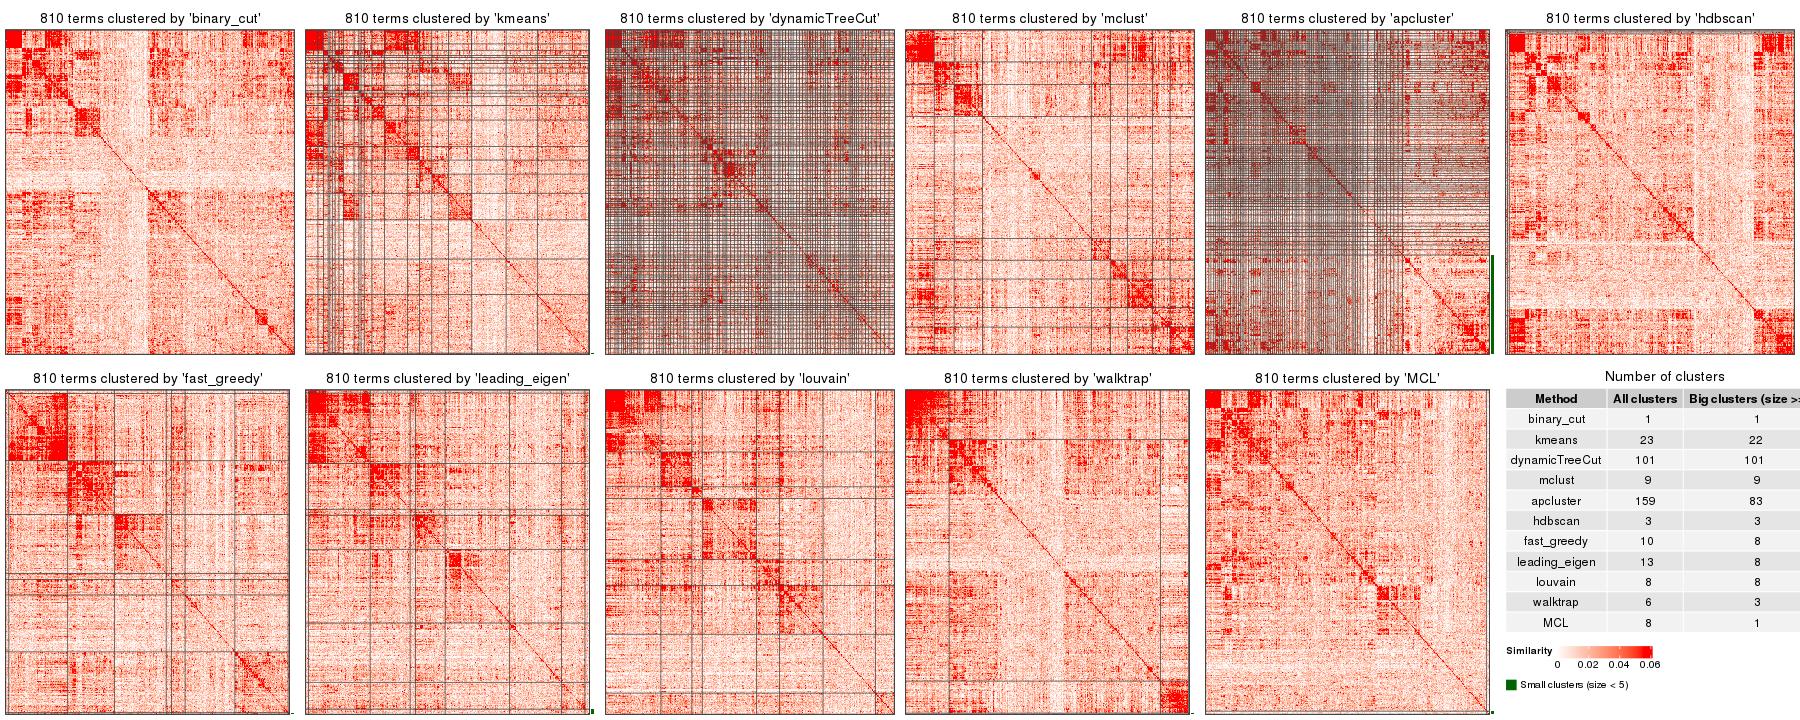 810 terms clustered by 'binary_cut'
810 terms clustered by 'kmeans'
810 terms clustered by 'dynamicTreeCut'
810 terms clustered by 'mclust'
810 terms clustered by 'apcluster'
810 terms clustered by 'hdbscan'
810 terms clustered by 'fast_greedy'
810 terms clustered by 'leading_eigen'
810 terms clustered by 'louvain'
810 terms clustered by 'walktrap'
810 terms clustered by 'MCL'
Number of clusters
Method All clusters Big clusters (size >
binary_cut 1 1
kmeans 23 22
dynamicTreeCut 101 101
mclust 9 9
apcluster 159 83
hdbscan 3 3
fast_greedy 10 8
leading_eigen 13 8
louvain 8 8
walktrap 6 3
MCL 8 1
Similarity
0 0.02 0.04 0.06
Small clusters (size < 5)